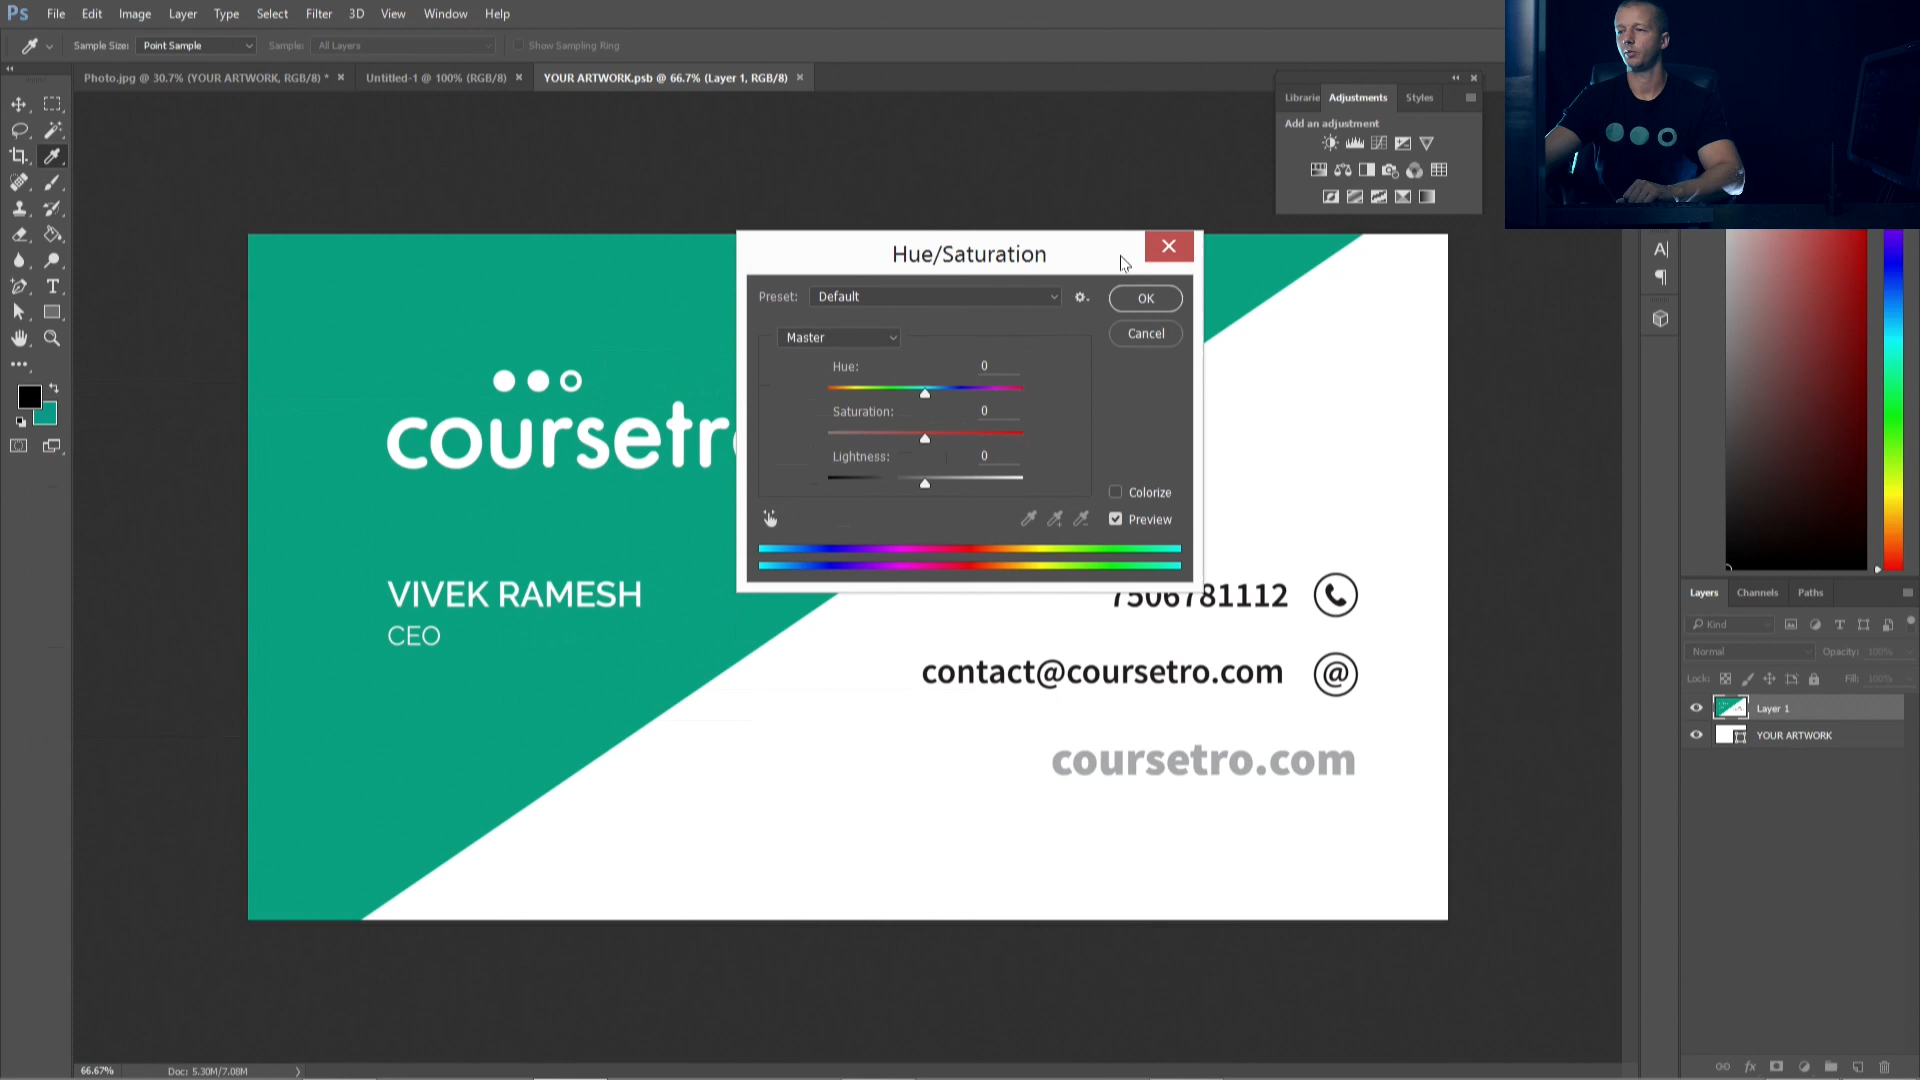 Ps File Edit Image Layer Type Select Filter 3D View Window Help
Sample Size: Point Sample Sample: All Layers Show Sampling Ring
Photo.jpg @ 30.7% (YOUR ARTWORK, RGB/8) * × Untitled-1 @ 100% (RGB/8) × YOUR ARTWORK.psb @ 66.7% (Layer 1, RGB/8) ×
Librarie Adjustments Styles
Add an adjustment
Hue/Saturation
Preset: Default OK
Master Cancel
Hue: 0
Saturation: 0
Lightness: 0
Colorize
Preview
coursetr
VIVEK RAMESH
CEO
7506781112
contact@coursetro.com @
coursetro.com
Layers Channels Paths
Kind
Normal Opacity: 100%
Lock: Fill: 100%
Layer 1
YOUR ARTWORK
66.67% Doc: 5.30M/7.08M